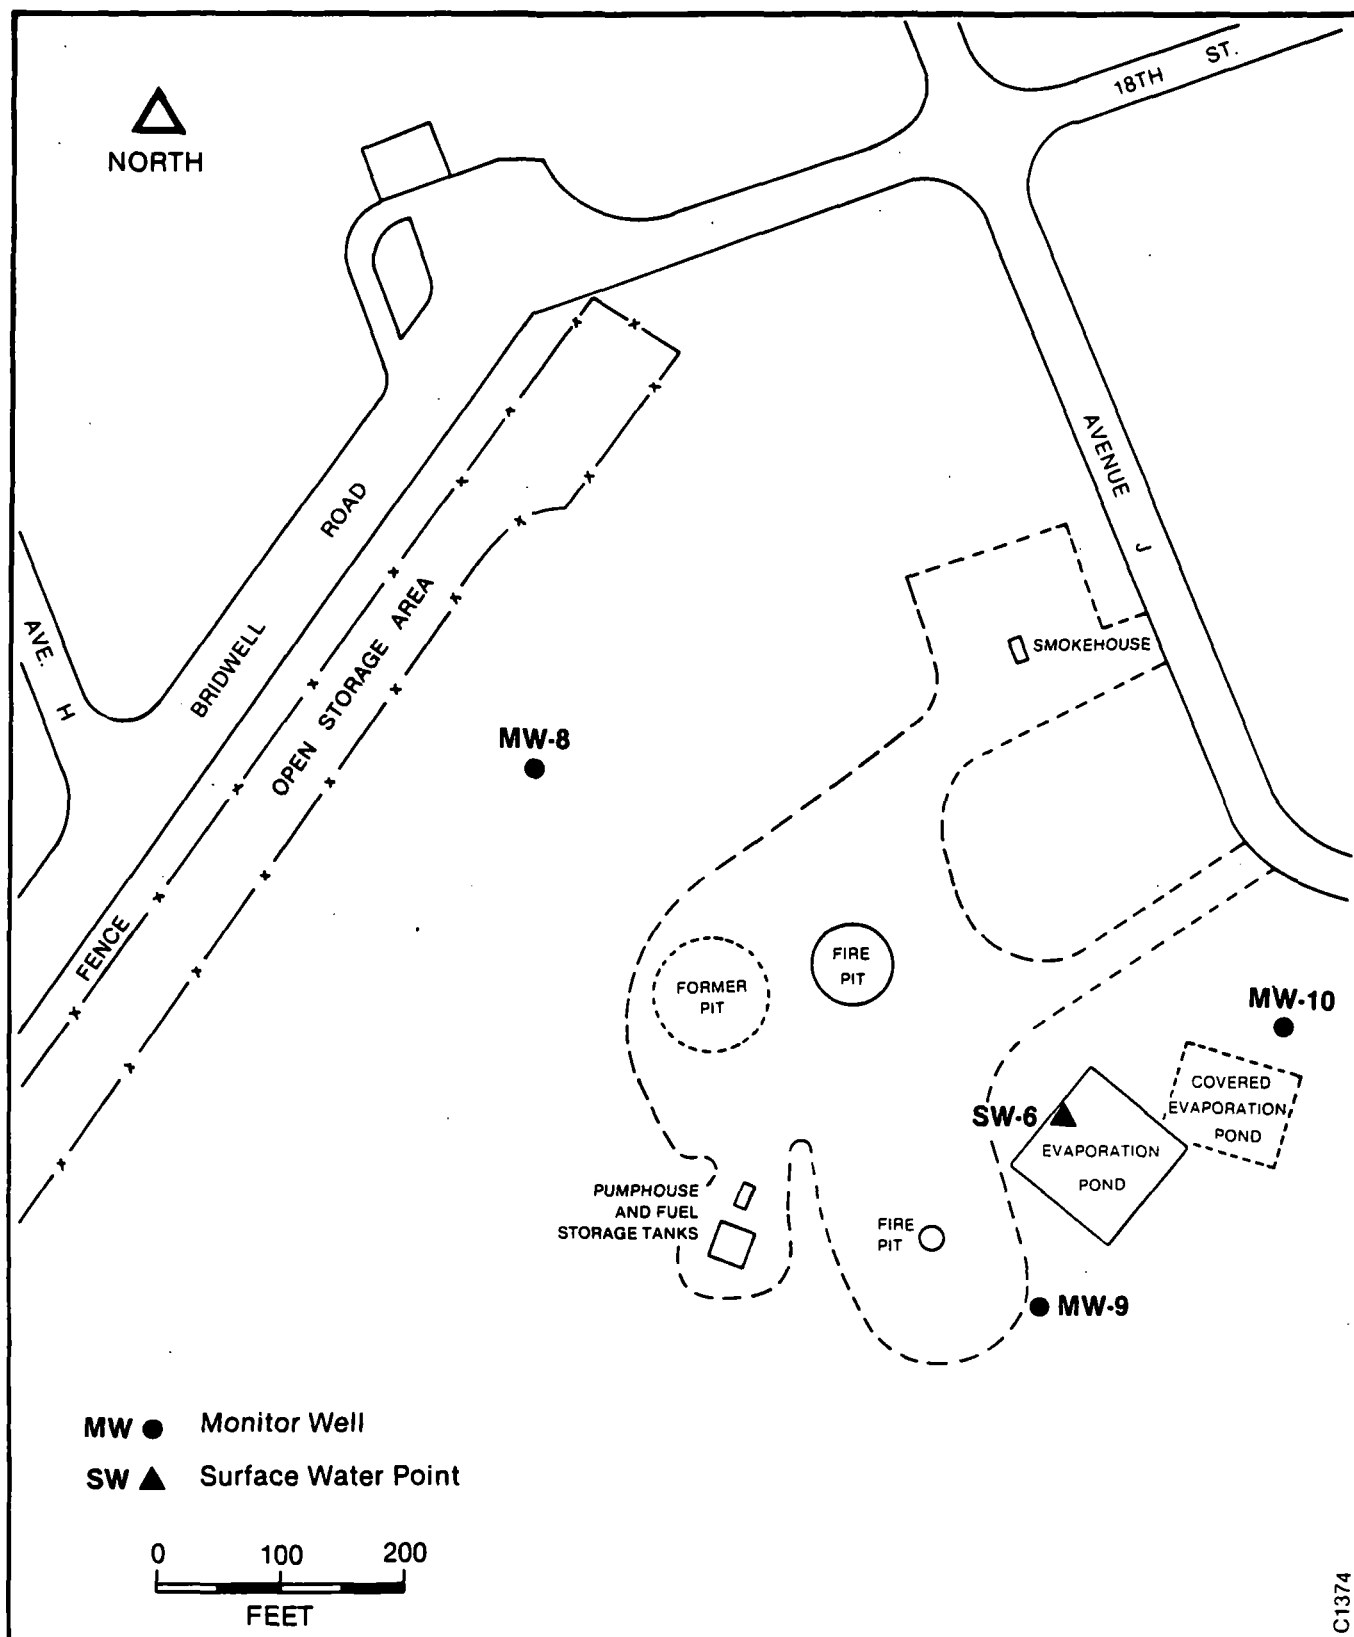 18TH ST.
NORTH
AVENUE J
ROAD
BRIDWELL
AVE. H
OPEN STORAGE AREA
FENCE
SMOKEHOUSE
MW-8
FIRE
PIT
FORMER
PIT
MW-10
COVERED
EVAPORATION
POND
SW-6
EVAPORATION
POND
PUMPHOUSE
AND FUEL
STORAGE TANKS
FIRE
PIT
MW-9
MW Monitor Well
SW Surface Water Point
0 100 200
FEET
C1374